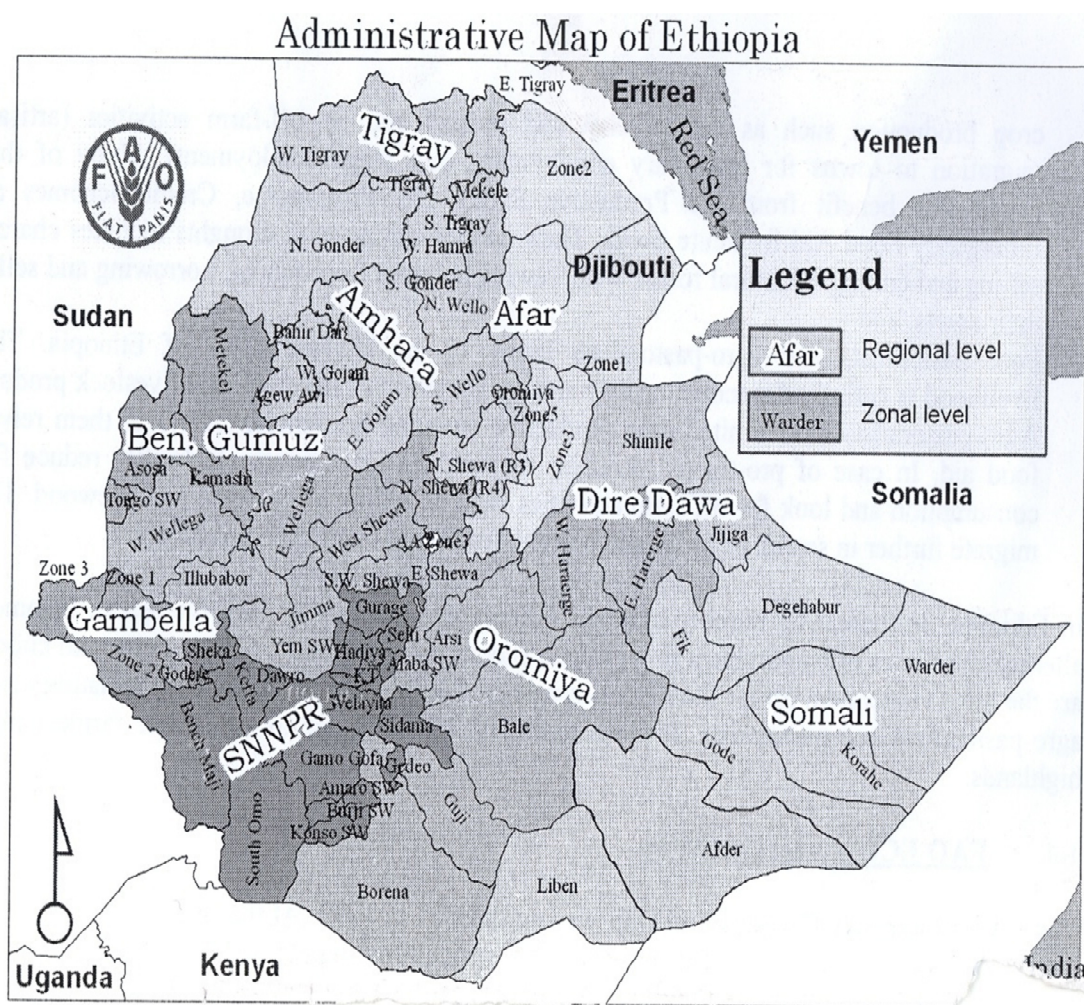 Administrative Map of Ethiopia
E. Tigray
Eritrea
Red Sea
Yemen
FAO
FIAT PANIS
Tigray
W. Tigray
C. Tigray
Mekele
Zone2
S. Tigray
W. Hamra
N. Gonder
Djibouti
S. Gonder
N. Wello
Amhara
Afar
Sudan
Legend
Afar Regional level
Warder Zonal level
Bahir Dar
Metekel
W. Gojam
Agew Awi
E. Gojam
S. Wello
Zone1
Oromiya
Zone5
Zone3
Shinile
Ben. Gumuz
Asosa
Kamashi
N. Shewa (R3)
N. Shewa (R4)
Dire Dawa
Somalia
Tongo SW
W. Wellega
E. Wellega
West Shewa
Jijiga
W. Hararge
E. Harerge
Zone 3
Zone 1
Illubabor
S.W. Shewa
E. Shewa
Gambella
Jimma
Gurage
Degehabur
Fik
Sheka
Yem SW
Hadiya
Selti
Arsi
Alaba SW
Oromiya
Zone 2
Godere
Keffa
Dawro
K.T
Warder
Welayita
Sidama
SNNPR
Bench Maji
Bale
Somali
Gamo Gofa
Gedeo
Gode
Korahe
Amaro SW
Burji SW
Guji
Konso SW
South Omo
Afder
Borena
Liben
Uganda
Kenya
India